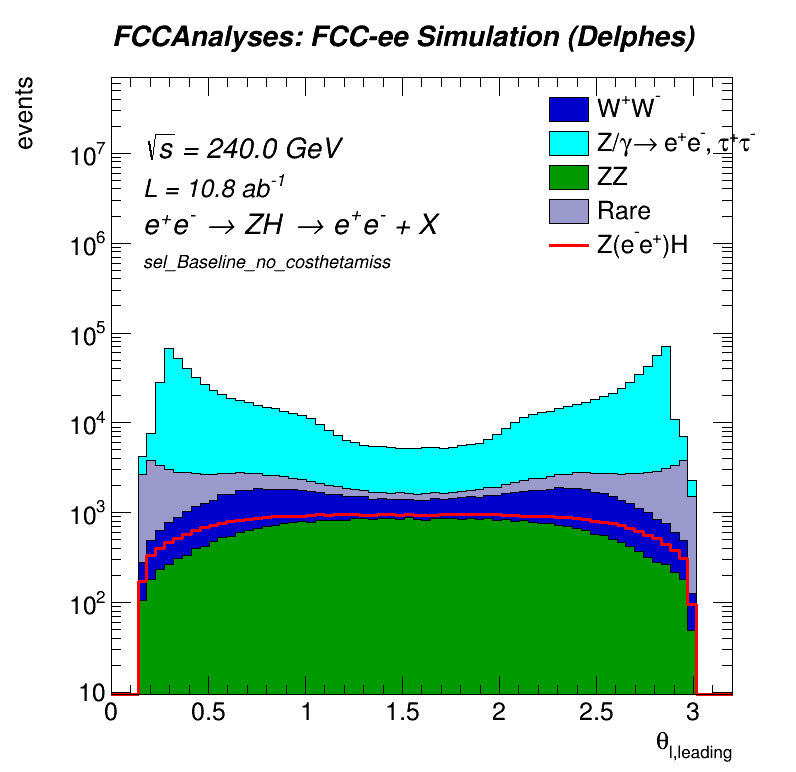 FCCAnalyses: FCC-ee Simulation (Delphes)
events
√s = 240.0 GeV
L = 10.8 ab⁻¹
e⁺e⁻ → ZH → e⁺e⁻ + X
sel_Baseline_no_costhetamiss
W⁺W⁻
Z/γ→ e⁺e⁻, τ⁺τ⁻
ZZ
Rare
Z(e⁻e⁺)H
10⁷
10⁶
10⁵
10⁴
10³
10²
10
0 0.5 1 1.5 2 2.5 3
θl,leading